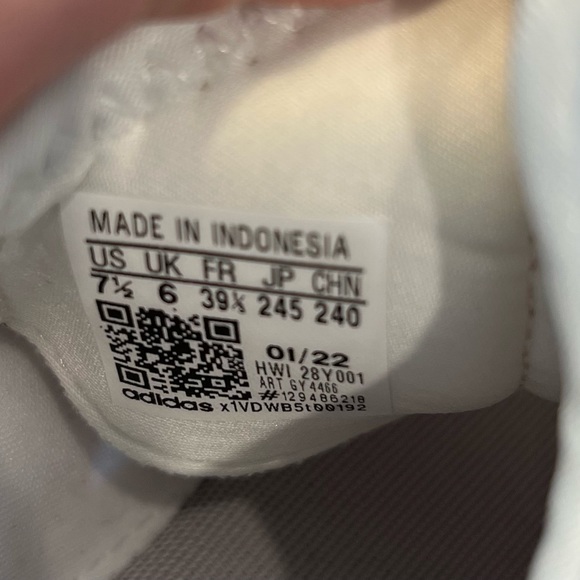 MADE IN INDONESIA
US UK FR JP CHN
7½ 6 39⅓ 245 240
01/22
HWI 28Y001
ART GY4466
#129486218
adidas x1VDWB5t00192